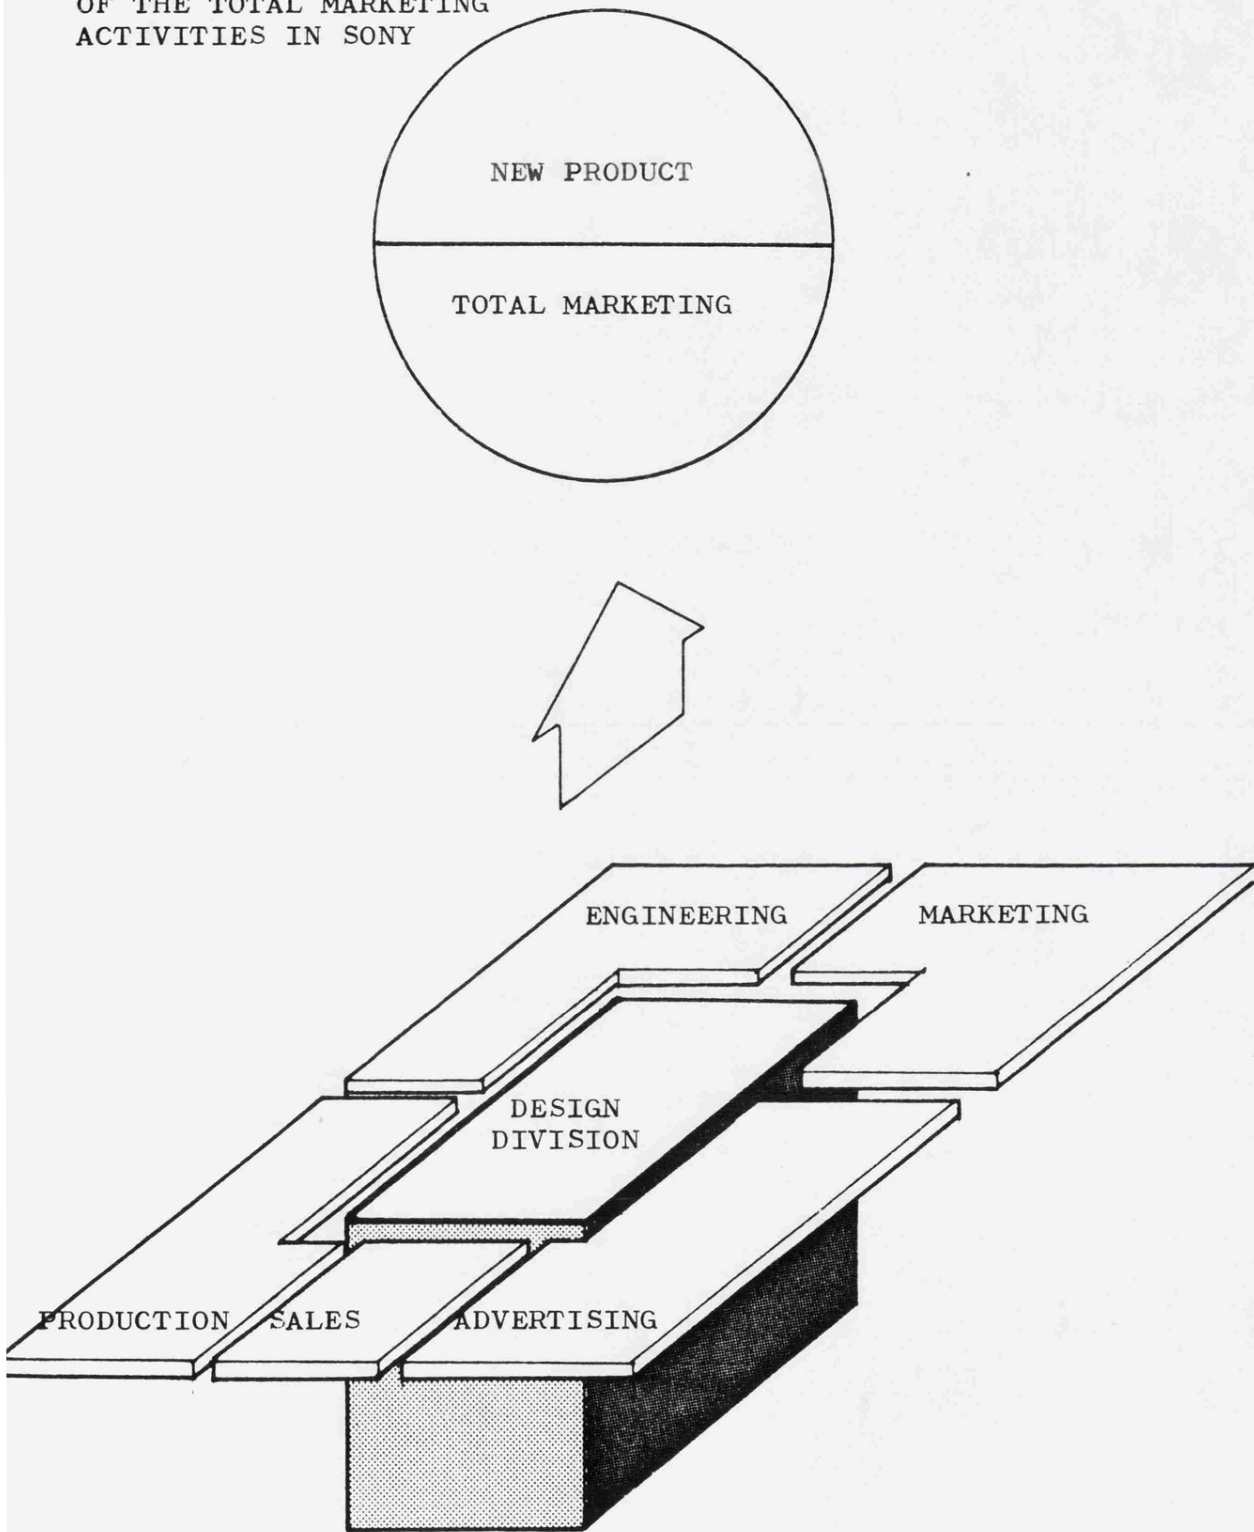 OF THE TOTAL MARKETING
ACTIVITIES IN SONY
NEW PRODUCT
TOTAL MARKETING
ENGINEERING
MARKETING
DESIGN
DIVISION
PRODUCTION
SALES
ADVERTISING